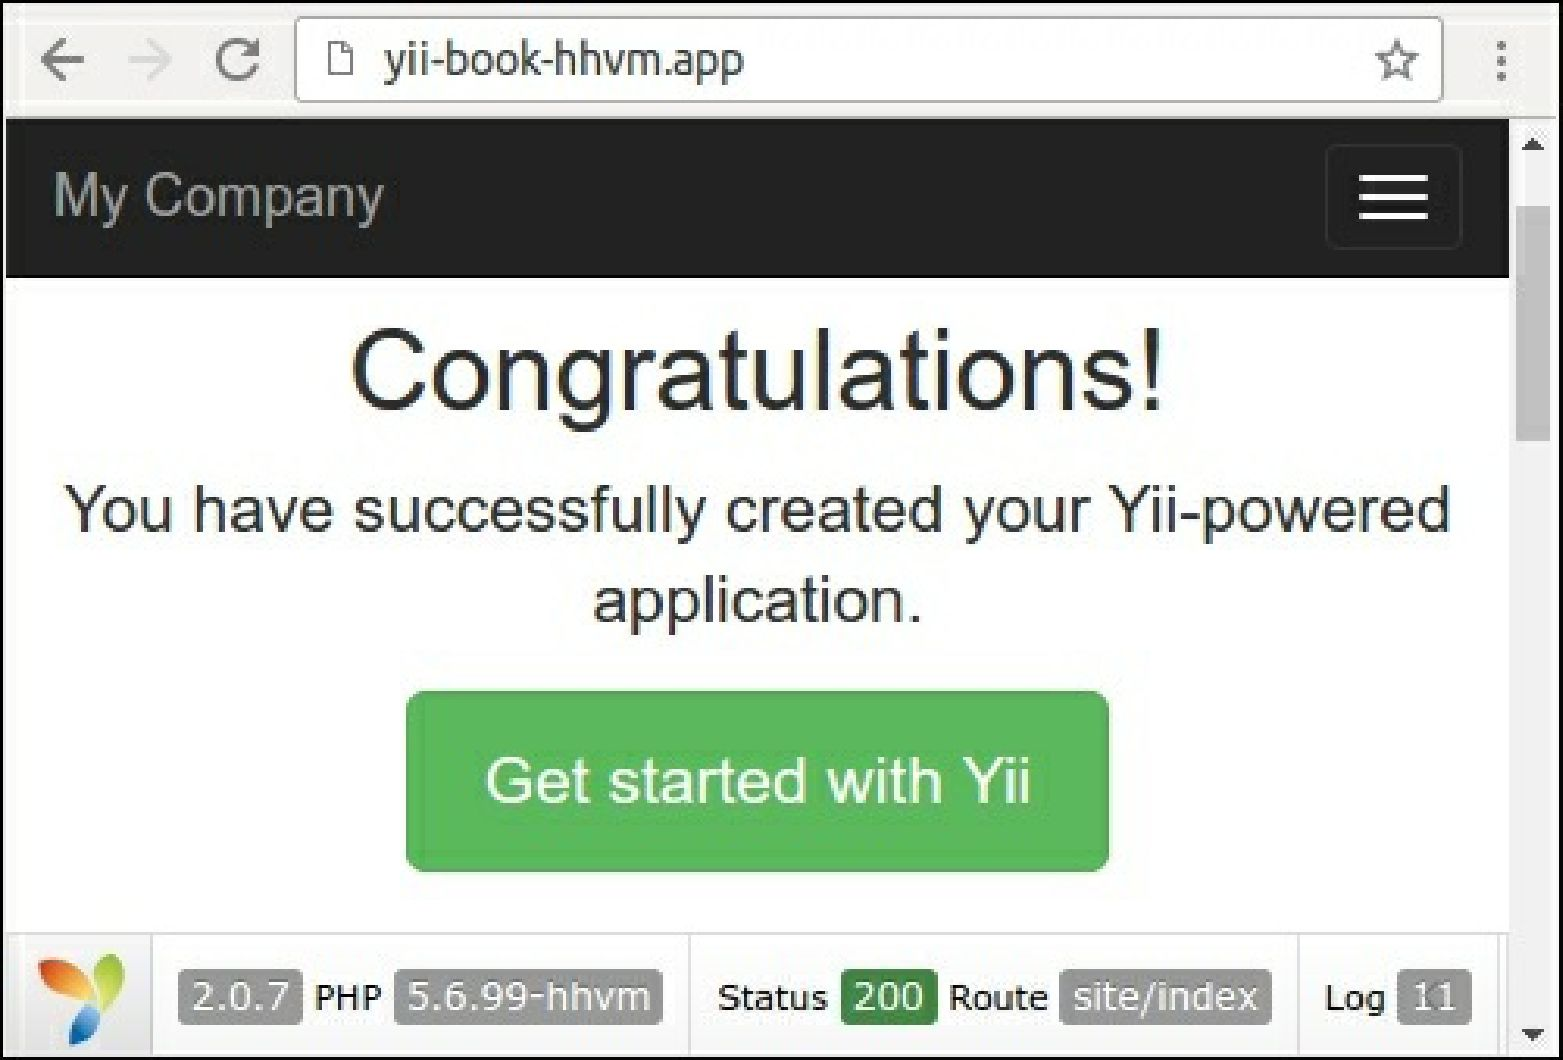 yii-book-hhvm.app
My Company
Congratulations!
You have successfully created your Yii-powered
application.
Get started with Yii
2.0.7 PHP 5.6.99-hhvm Status 200 Route site/index Log 11